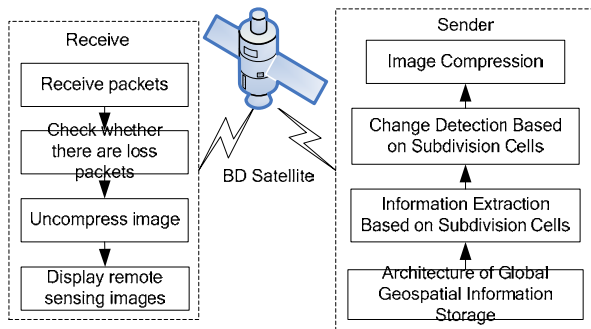 Receive
Receive packets
Check whether
there are loss
packets
Uncompress image
Display remote
sensing images
BD Satellite
Sender
Image Compression
Change Detection Based
on Subdivision Cells
Information Extraction
Based on Subdivision Cells
Architecture of Global
Geospatial Information
Storage